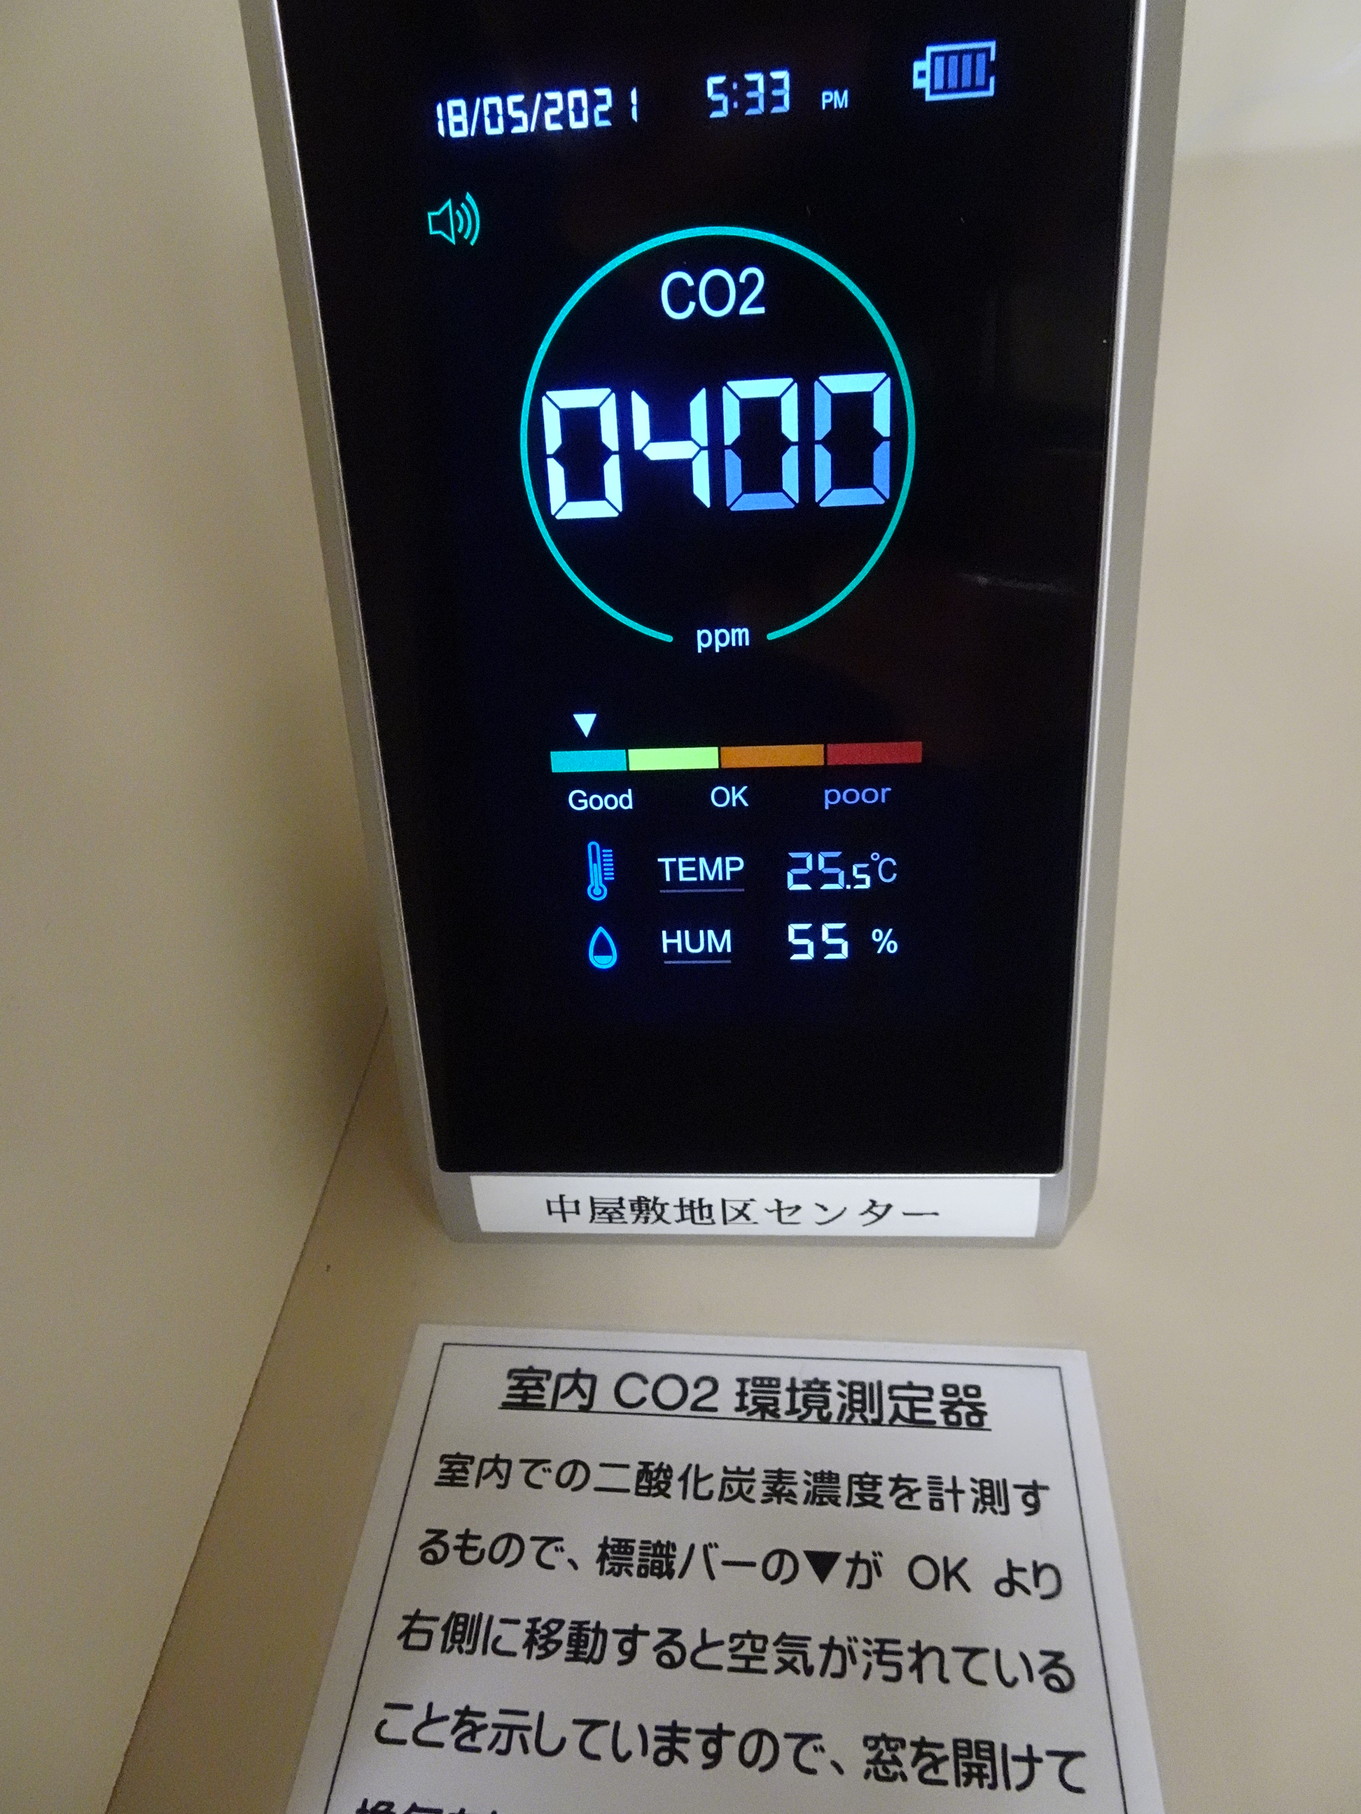 18/05/2021 5:33 PM
CO2
0400
ppm
Good OK poor
TEMP 25.5℃
HUM 55 %
中屋敷地区センター
室内 CO2 環境測定器
室内での二酸化炭素濃度を計測す
るもので、標識バーの▼が OK より
右側に移動すると空気が汚れている
ことを示していますので、窓を開けて